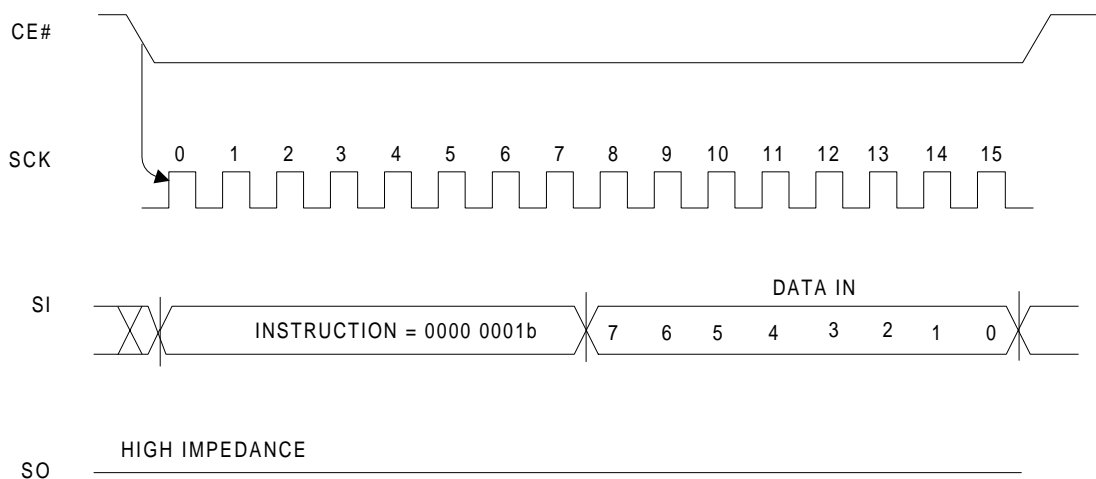 CE#
SCK
0 1 2 3 4 5 6 7 8 9 10 11 12 13 14 15
SI
DATA IN
INSTRUCTION = 0000 0001b
7 6 5 4 3 2 1 0
HIGH IMPEDANCE
SO